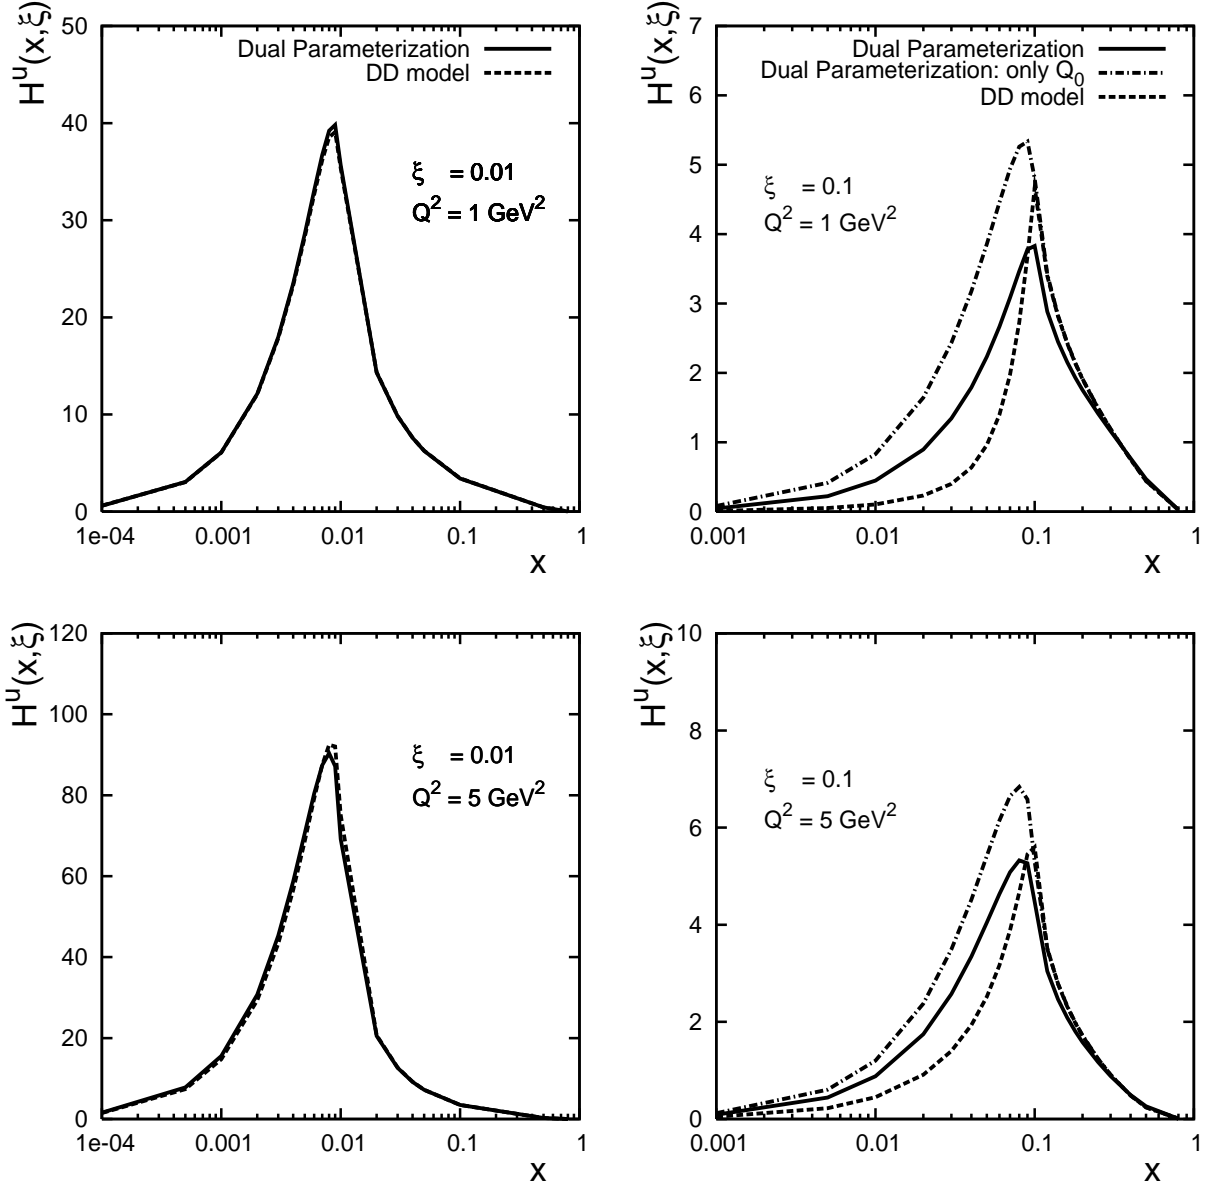 H^u(x,ξ)
50
40
30
20
10
0
Dual Parameterization
DD model
ξ = 0.01
Q^2 = 1 GeV^2
1e-04 0.001 0.01 0.1 1
x
H^u(x,ξ)
7
6
5
4
3
2
1
0
Dual Parameterization
Dual Parameterization: only Q_0
DD model
ξ = 0.1
Q^2 = 1 GeV^2
0.001 0.01 0.1 1
x
H^u(x,ξ)
120
100
80
60
40
20
0
ξ = 0.01
Q^2 = 5 GeV^2
1e-04 0.001 0.01 0.1 1
x
H^u(x,ξ)
10
8
6
4
2
0
ξ = 0.1
Q^2 = 5 GeV^2
0.001 0.01 0.1 1
x